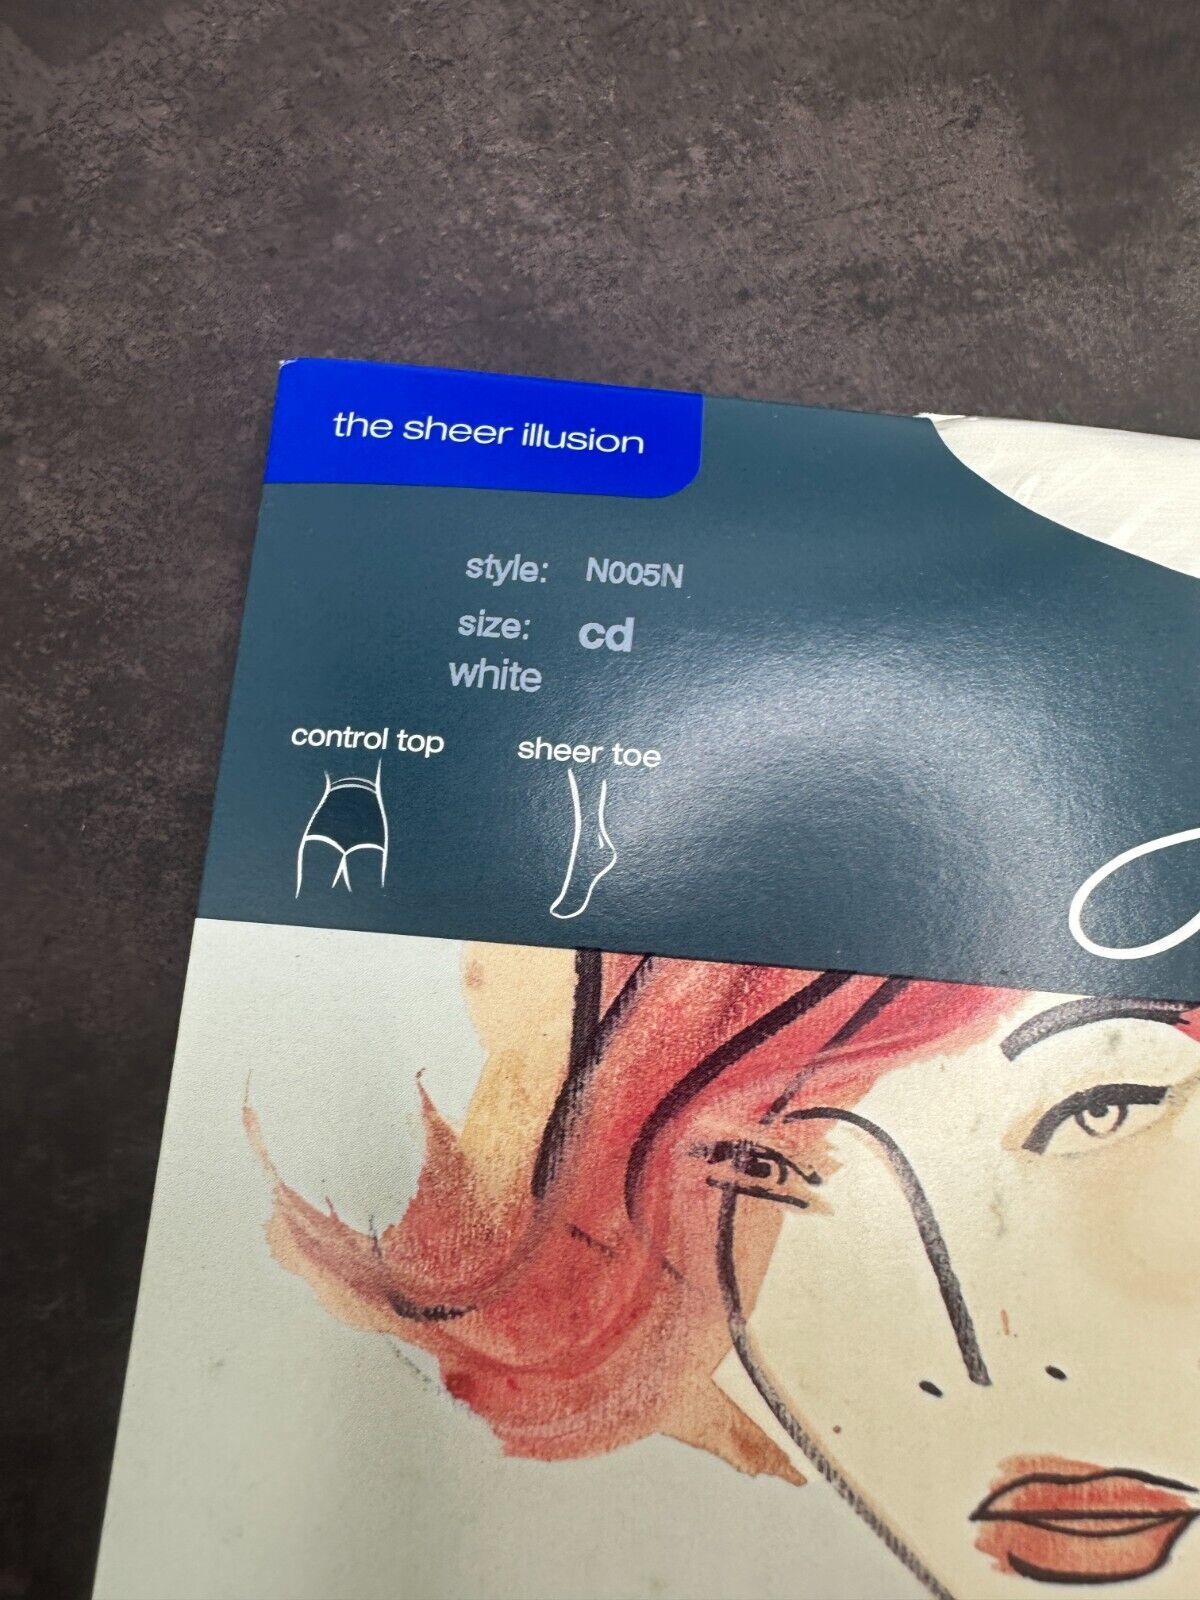 the sheer illusion
style: N005N
size: cd
white
control top sheer toe